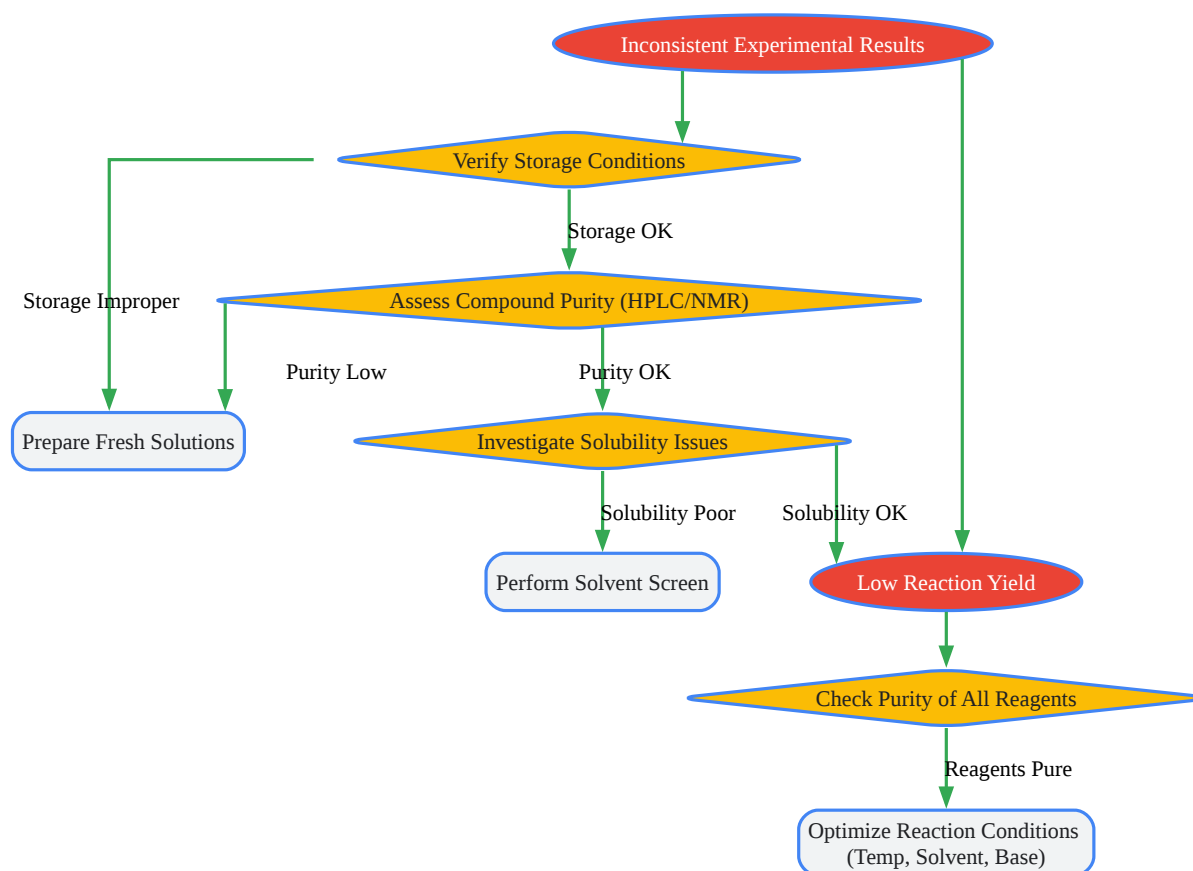 Inconsistent Experimental Results
Verify Storage Conditions
Storage OK
Storage Improper
Assess Compound Purity (HPLC/NMR)
Purity Low
Purity OK
Prepare Fresh Solutions
Investigate Solubility Issues
Solubility Poor
Solubility OK
Perform Solvent Screen
Low Reaction Yield
Check Purity of All Reagents
Reagents Pure
Optimize Reaction Conditions
(Temp, Solvent, Base)